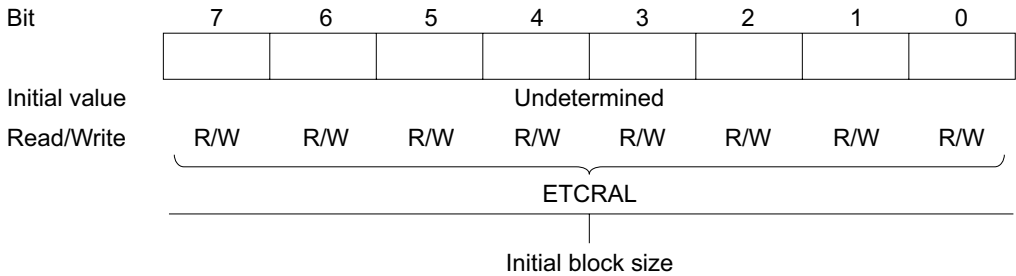 Bit 7 6 5 4 3 2 1 0
Initial value Undetermined
Read/Write R/W R/W R/W R/W R/W R/W R/W R/W
ETCRAL
Initial block size